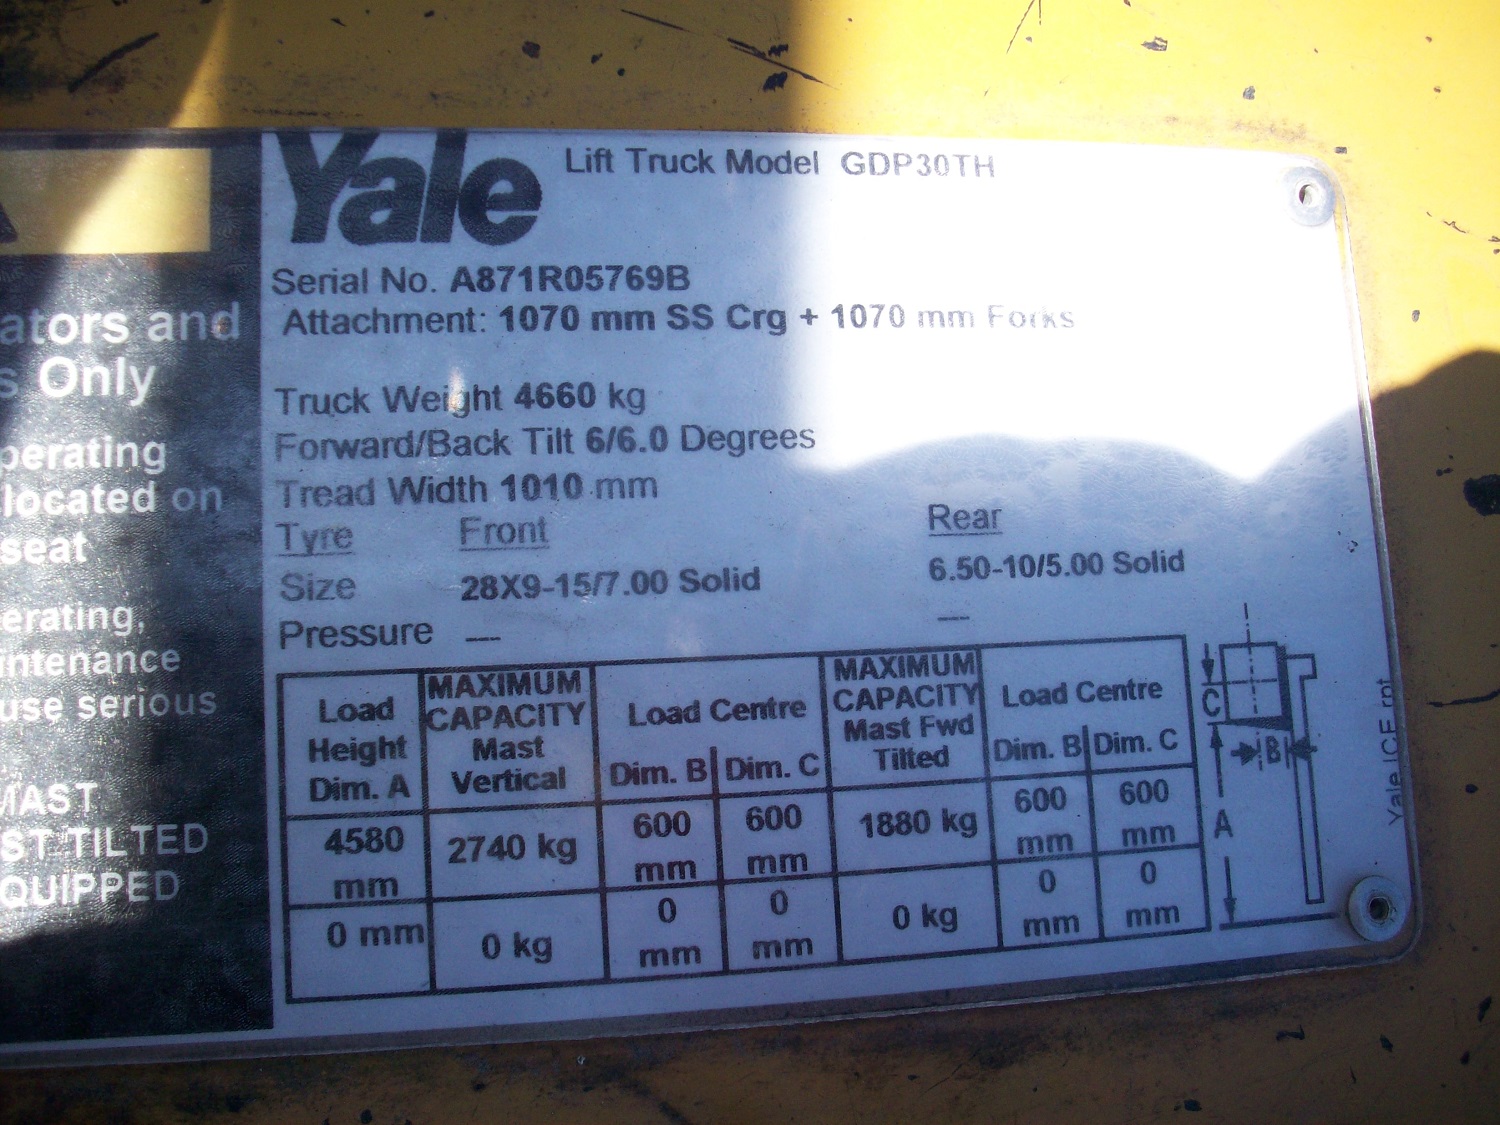 Yale Lift Truck Model GDP30TH
Serial No. A871R05769B
Attachment: 1070 mm SS Crg + 1070 mm Forks
Truck Weight 4660 kg
Forward/Back Tilt 6/6.0 Degrees
Tread Width 1010 mm
Tyre Front Rear
Size 28X9-15/7.00 Solid 6.50-10/5.00 Solid
Pressure — —
Load Height Dim. A
MAXIMUM CAPACITY Mast Vertical
Load Centre
Dim. B Dim. C
MAXIMUM CAPACITY Mast Fwd Tilted
Load Centre
Dim. B Dim. C
4580 mm 2740 kg 600 mm 600 mm 1880 kg 600 mm 600 mm
0 mm 0 kg 0 mm 0 mm 0 kg 0 mm 0 mm
C
B
A
Yale ICE rpt
ators and
s Only
perating
located on
seat
erating,
intenance
use serious
MAST
ST TILTED
QUIPPED